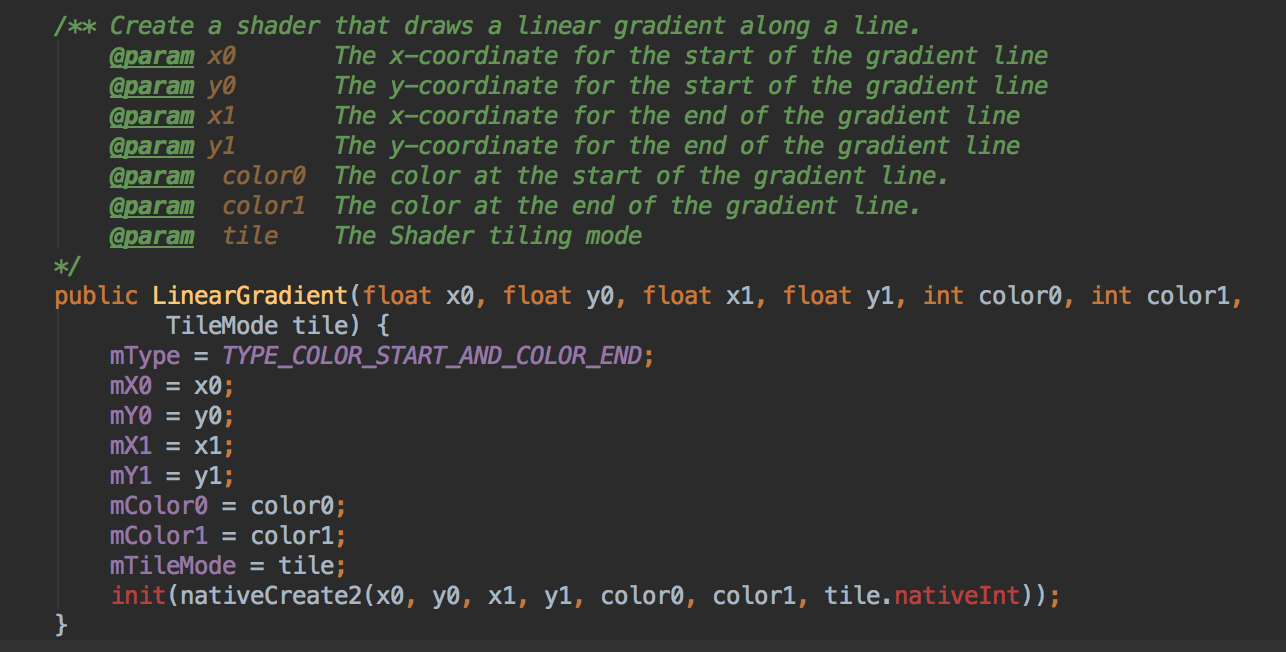 /** Create a shader that draws a linear gradient along a line.
    @param x0       The x-coordinate for the start of the gradient line
    @param y0       The y-coordinate for the start of the gradient line
    @param x1       The x-coordinate for the end of the gradient line
    @param y1       The y-coordinate for the end of the gradient line
    @param  color0  The color at the start of the gradient line.
    @param  color1  The color at the end of the gradient line.
    @param  tile    The Shader tiling mode
*/
public LinearGradient(float x0, float y0, float x1, float y1, int color0, int color1,
        TileMode tile) {
    mType = TYPE_COLOR_START_AND_COLOR_END;
    mX0 = x0;
    mY0 = y0;
    mX1 = x1;
    mY1 = y1;
    mColor0 = color0;
    mColor1 = color1;
    mTileMode = tile;
    init(nativeCreate2(x0, y0, x1, y1, color0, color1, tile.nativeInt));
}